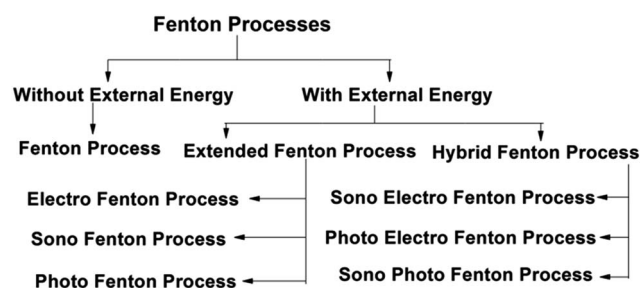 Fenton Processes
Without External Energy
With External Energy
Fenton Process
Extended Fenton Process
Hybrid Fenton Process
Electro Fenton Process
Sono Fenton Process
Photo Fenton Process
Sono Electro Fenton Process
Photo Electro Fenton Process
Sono Photo Fenton Process